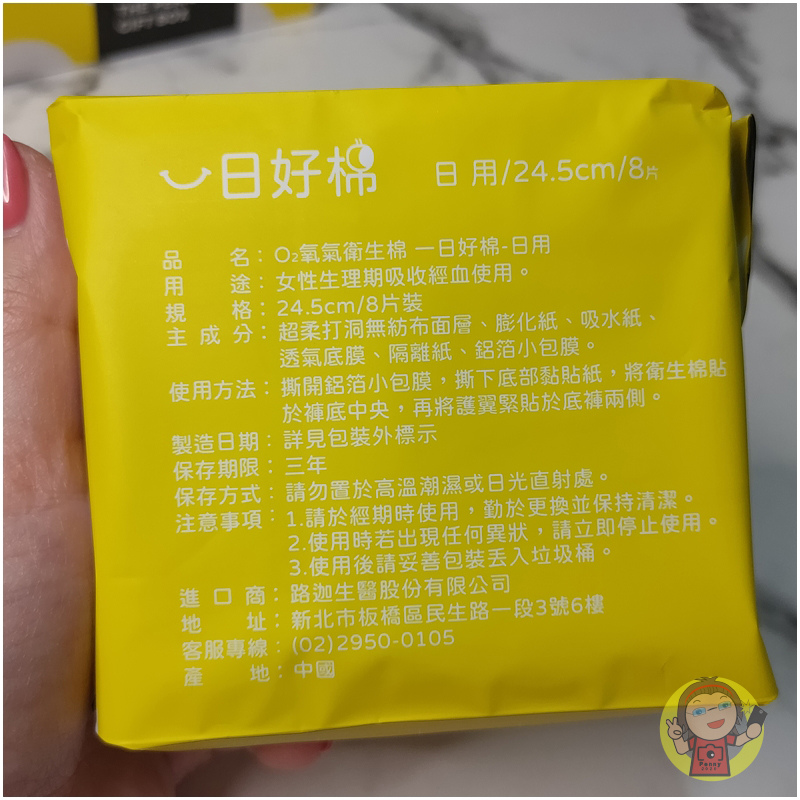 THE
GIFT BOX
一日好棉 日 用/24.5cm/8片
品名：O₂氧氣衛生棉 一日好棉-日用
用途：女性生理期吸收經血使用。
規格：24.5cm/8片裝
主成分：超柔打洞無紡布面層、膨化紙、吸水紙、
透氣底膜、隔離紙、鋁箔小包膜。
使用方法：撕開鋁箔小包膜，撕下底部黏貼紙，將衛生棉貼
於褲底中央，再將護翼緊貼於底褲兩側。
製造日期：詳見包裝外標示
保存期限：三年
保存方式：請勿置於高溫潮濕或日光直射處。
注意事項：1.請於經期時使用，勤於更換並保持清潔。
2.使用時若出現任何異狀，請立即停止使用。
3.使用後請妥善包裝丟入垃圾桶。
進口商：路迦生醫股份有限公司
地址：新北市板橋區民生路一段3號6樓
客服專線：(02)2950-0105
產地：中國
Penny